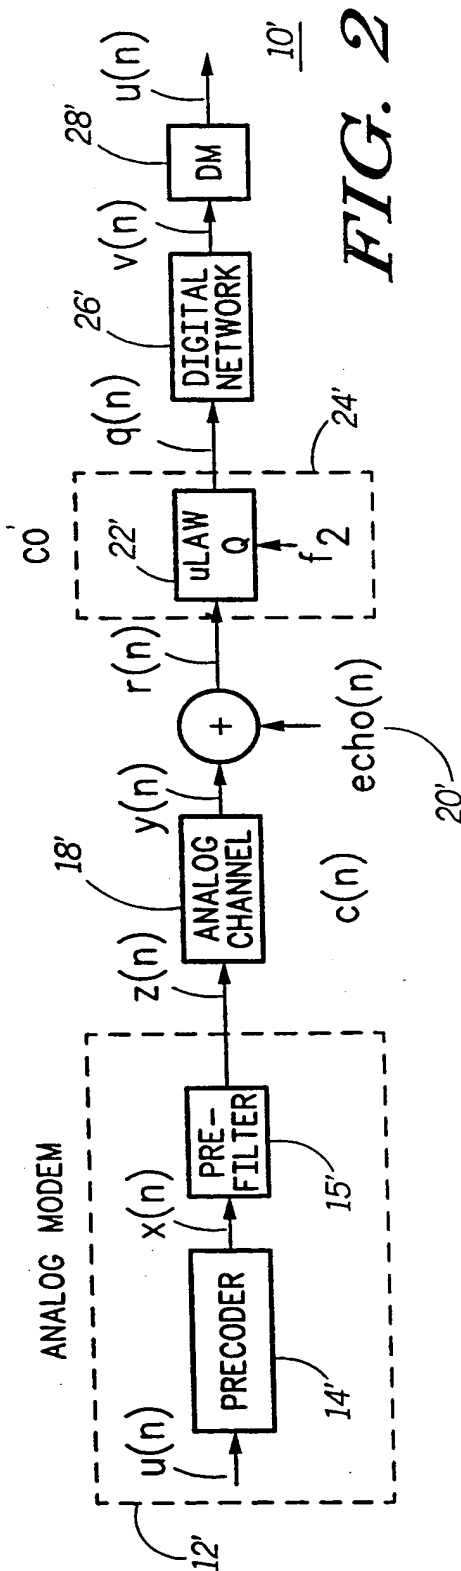 ANALOG MODEM
12'
u(n)
PRECODER
14'
x(n)
PRE-
FILTER
15'
z(n)
ANALOG
CHANNEL
18'
c(n)
y(n)
+
echo(n)
20'
r(n)
CO'
22'
uLAW
Q
f2
24'
q(n)
DIGITAL
NETWORK
26'
v(n)
DM
28'
u(n)
10'
FIG. 2